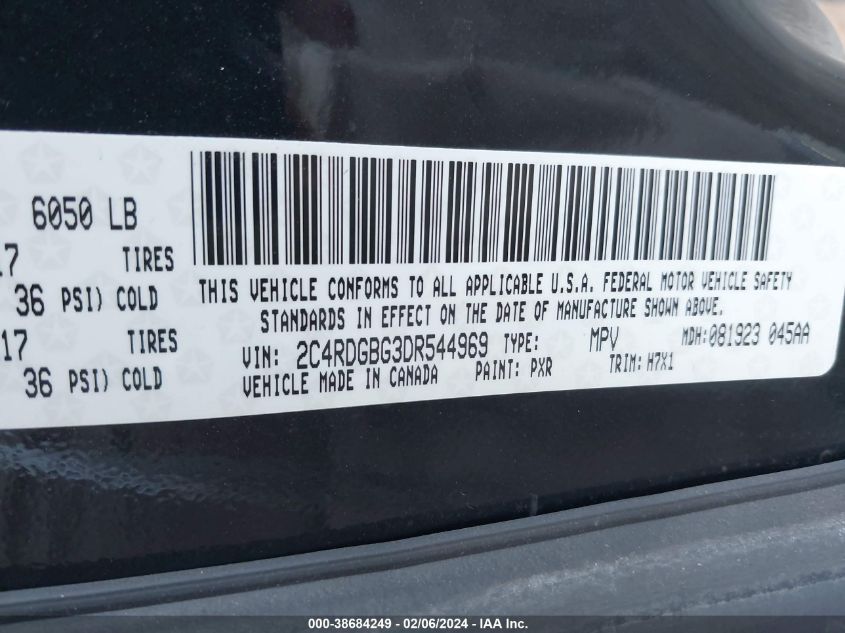 6050 LB
17 TIRES
36 PSI) COLD
17 TIRES
36 PSI) COLD
THIS VEHICLE CONFORMS TO ALL APPLICABLE U.S.A. FEDERAL MOTOR VEHICLE SAFETY
STANDARDS IN EFFECT ON THE DATE OF MANUFACTURE SHOWN ABOVE.
VIN: 2C4RDGBG3DR544969 TYPE: MPV MDH:081923 045AA
VEHICLE MADE IN CANADA PAINT: PXR TRIM: H7X1
000-38684249 - 02/06/2024 - IAA Inc.